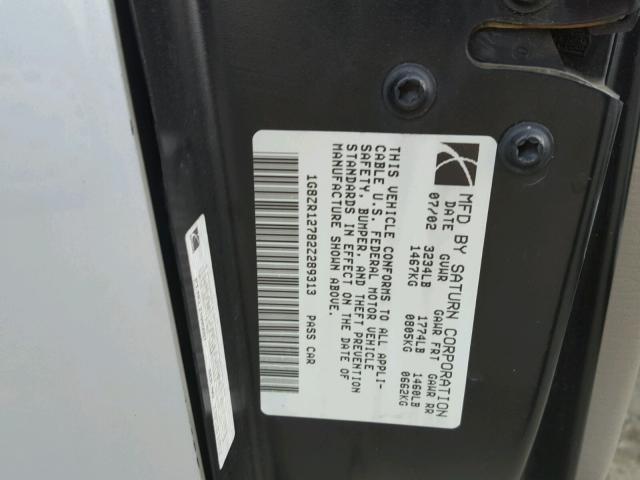 MFD BY SATURN CORPORATION
DATE GVWR GAWR FRT GAWR RR
07/02 3234LB 1774LB 1460LB
1467KG 0805KG 0662KG
THIS VEHICLE CONFORMS TO ALL APPLI-
CABLE U.S. FEDERAL MOTOR VEHICLE
SAFETY, BUMPER, AND THEFT PREVENTION
STANDARDS IN EFFECT ON THE DATE OF
MANUFACTURE SHOWN ABOVE.
1G8ZR12782Z289313 PASS CAR